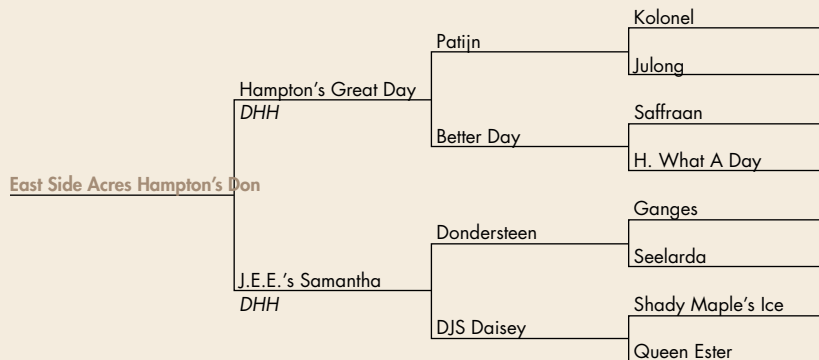 Kolonel
Patijn
Julong
Hampton's Great Day
DHH
Saffraan
Better Day
H. What A Day
East Side Acres Hampton's Don
Ganges
Dondersteen
Seelarda
J.E.E.'s Samantha
DHH
Shady Maple's Ice
DJS Daisey
Queen Ester